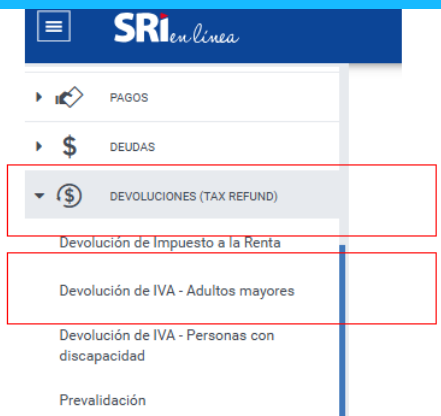 SRi en línea
PAGOS
$ DEUDAS
DEVOLUCIONES (TAX REFUND)
Devolución de Impuesto a la Renta
Devolución de IVA - Adultos mayores
Devolución de IVA - Personas con
discapacidad
Prevalidación